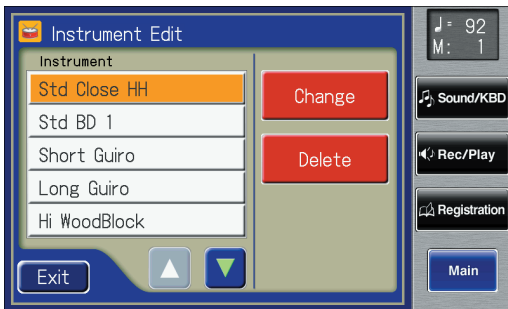 Instrument Edit
Instrument
Std Close HH
Std BD 1
Short Guiro
Long Guiro
Hi WoodBlock
Exit
Change
Delete
♩= 92
M: 1
Sound/KBD
Rec/Play
Registration
Main